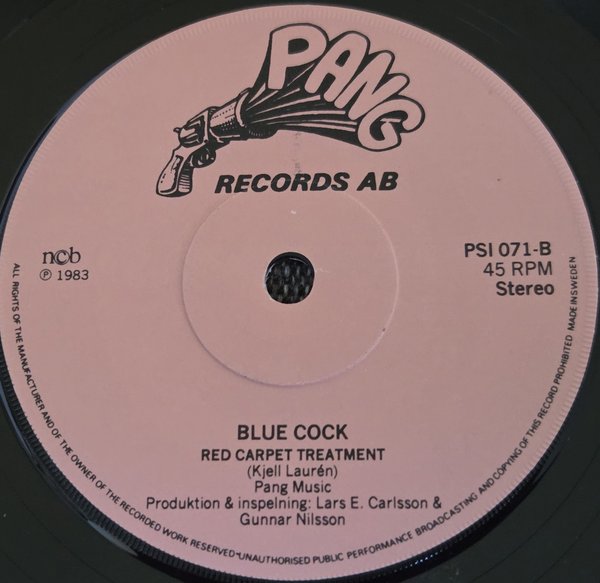 PANG
RECORDS AB
ncb
℗ 1983
PSI 071-B
45 RPM
Stereo
BLUE COCK
RED CARPET TREATMENT
(Kjell Laurén)
Pang Music
Produktion & inspelning: Lars E. Carlsson &
Gunnar Nilsson
ALL RIGHTS OF THE MANUFACTURER AND OF THE OWNER OF THE RECORDED WORK RESERVED•UNAUTHORISED PUBLIC PERFORMANCE BROADCASTING AND COPYING OF THIS RECORD PROHIBITED MADE IN SWEDEN